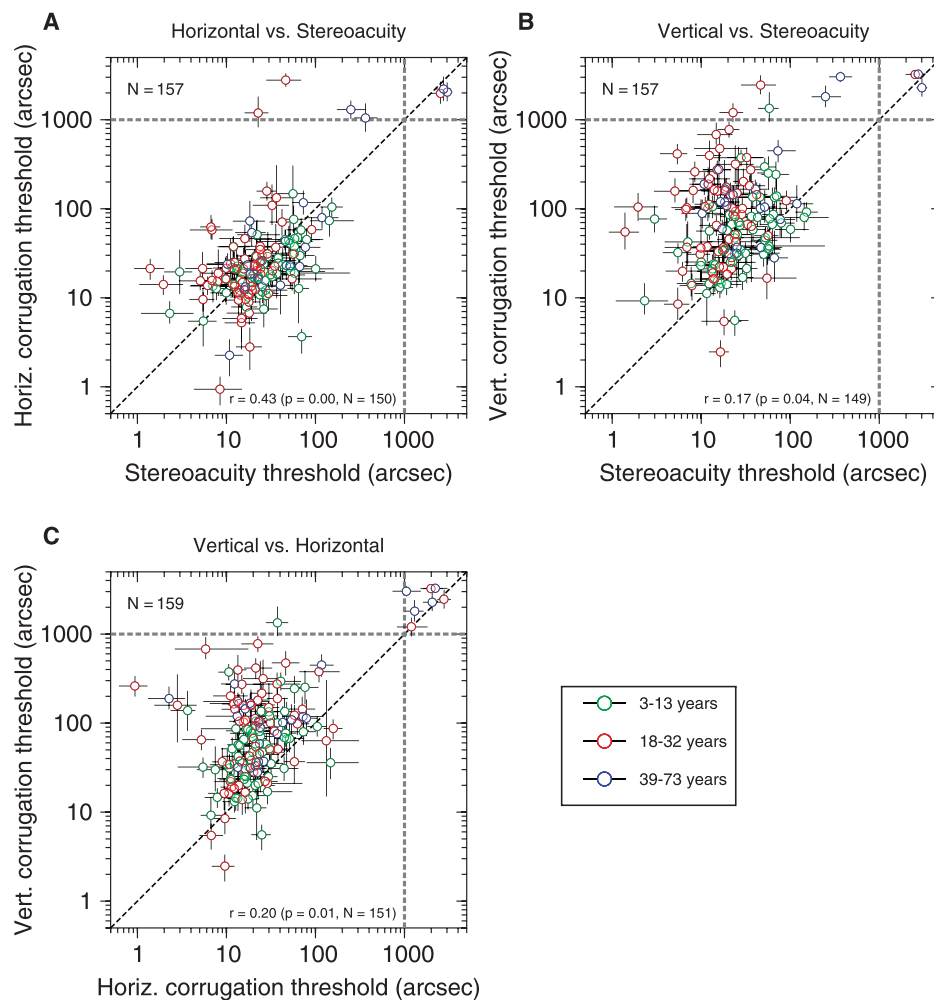 A
Horizontal vs. Stereoacuity
N = 157
Horiz. corrugation threshold (arcsec)
1000
100
10
1
r = 0.43 (p = 0.00, N = 150)
1 10 100 1000
Stereoacuity threshold (arcsec)
B
Vertical vs. Stereoacuity
N = 157
Vert. corrugation threshold (arcsec)
1000
100
10
1
r = 0.17 (p = 0.04, N = 149)
1 10 100 1000
Stereoacuity threshold (arcsec)
C
Vertical vs. Horizontal
N = 159
Vert. corrugation threshold (arcsec)
1000
100
10
1
r = 0.20 (p = 0.01, N = 151)
1 10 100 1000
Horiz. corrugation threshold (arcsec)
3-13 years
18-32 years
39-73 years